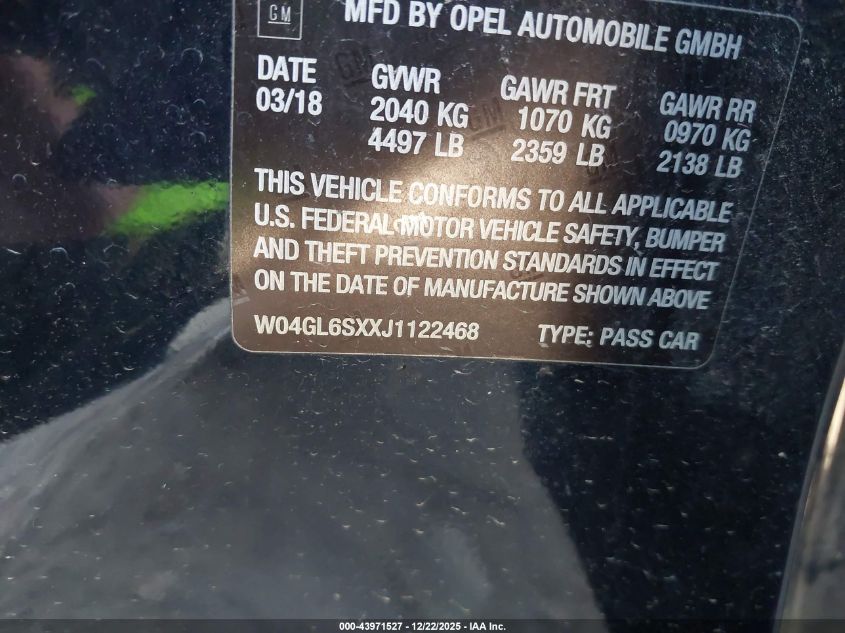 GM
MFD BY OPEL AUTOMOBILE GMBH
DATE GVWR GAWR FRT GAWR RR
03/18 2040 KG 1070 KG 0970 KG
4497 LB 2359 LB 2138 LB
THIS VEHICLE CONFORMS TO ALL APPLICABLE
U.S. FEDERAL MOTOR VEHICLE SAFETY, BUMPER
AND THEFT PREVENTION STANDARDS IN EFFECT
ON THE DATE OF MANUFACTURE SHOWN ABOVE
W04GL6SXXJ1122468 TYPE: PASS CAR
000-43971527 - 12/22/2025 - IAA Inc.